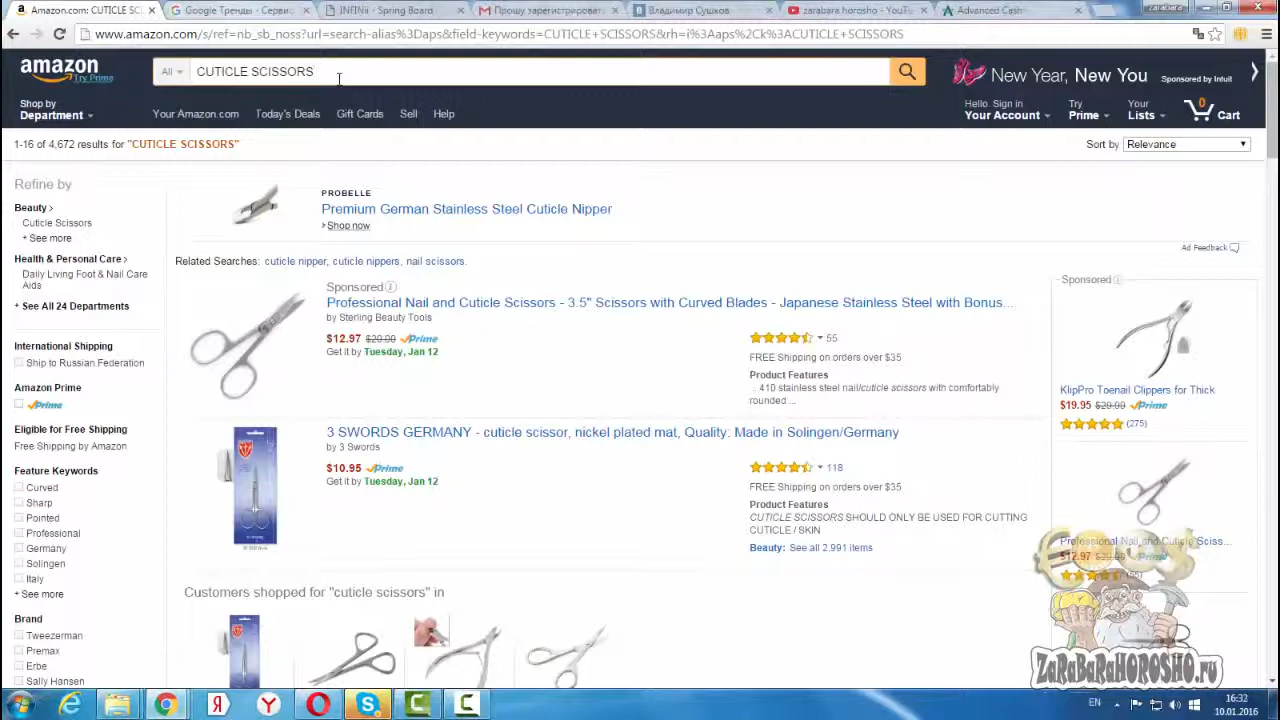 Amazon.com: CUTICLE SC
Google Тренды - Сервис
JNFINii - Spring Board
Прошу зарегистрировать
Владимир Сушков
zarabara horosho - YouT
Advanced Cash
zarabara
www.amazon.com/s/ref=nb_sb_noss?url=search-alias%3Daps&field-keywords=CUTICLE+SCISSORS&rh=i%3Aaps%2Ck%3ACUTICLE+SCISSORS
amazon
Try Prime
All
CUTICLE SCISSORS
New Year, New You
Sponsored by Intuit
Shop by
Department
Your Amazon.com
Today's Deals
Gift Cards
Sell
Help
Hello. Sign in
Your Account
Try
Prime
Your
Lists
0
Cart
1-16 of 4,672 results for "CUTICLE SCISSORS"
Sort by
Relevance
Refine by
Beauty
Cuticle Scissors
+ See more
Health & Personal Care
Daily Living Foot & Nail Care
Aids
+ See All 24 Departments
International Shipping
Ship to Russian Federation
Amazon Prime
Prime
Eligible for Free Shipping
Free Shipping by Amazon
Feature Keywords
Curved
Sharp
Pointed
Professional
Germany
Solingen
Italy
+ See more
Brand
Tweezerman
Premax
Erbe
Sally Hansen
PROBELLE
Premium German Stainless Steel Cuticle Nipper
Shop now
Ad Feedback
Related Searches: cuticle nipper, cuticle nippers, nail scissors.
Sponsored
Professional Nail and Cuticle Scissors - 3.5" Scissors with Curved Blades - Japanese Stainless Steel with Bonus...
by Sterling Beauty Tools
$12.97 $29.99 Prime
Get it by Tuesday, Jan 12
55
FREE Shipping on orders over $35
Product Features
... 410 stainless steel nail/cuticle scissors with comfortably
rounded ...
3 SWORDS GERMANY - cuticle scissor, nickel plated mat, Quality: Made in Solingen/Germany
by 3 Swords
$10.95 Prime
Get it by Tuesday, Jan 12
118
FREE Shipping on orders over $35
Product Features
CUTICLE SCISSORS SHOULD ONLY BE USED FOR CUTTING
CUTICLE / SKIN
Beauty: See all 2,991 items
Customers shopped for "cuticle scissors" in
Sponsored
KlipPro Toenail Clippers for Thick
$19.95 $29.99 Prime
(275)
Professional Nail and Cuticle Sciss...
$12.97 $29.99 Prime
ZaRaBaRaHOROSHO.ru
EN
16:32
10.01.2016